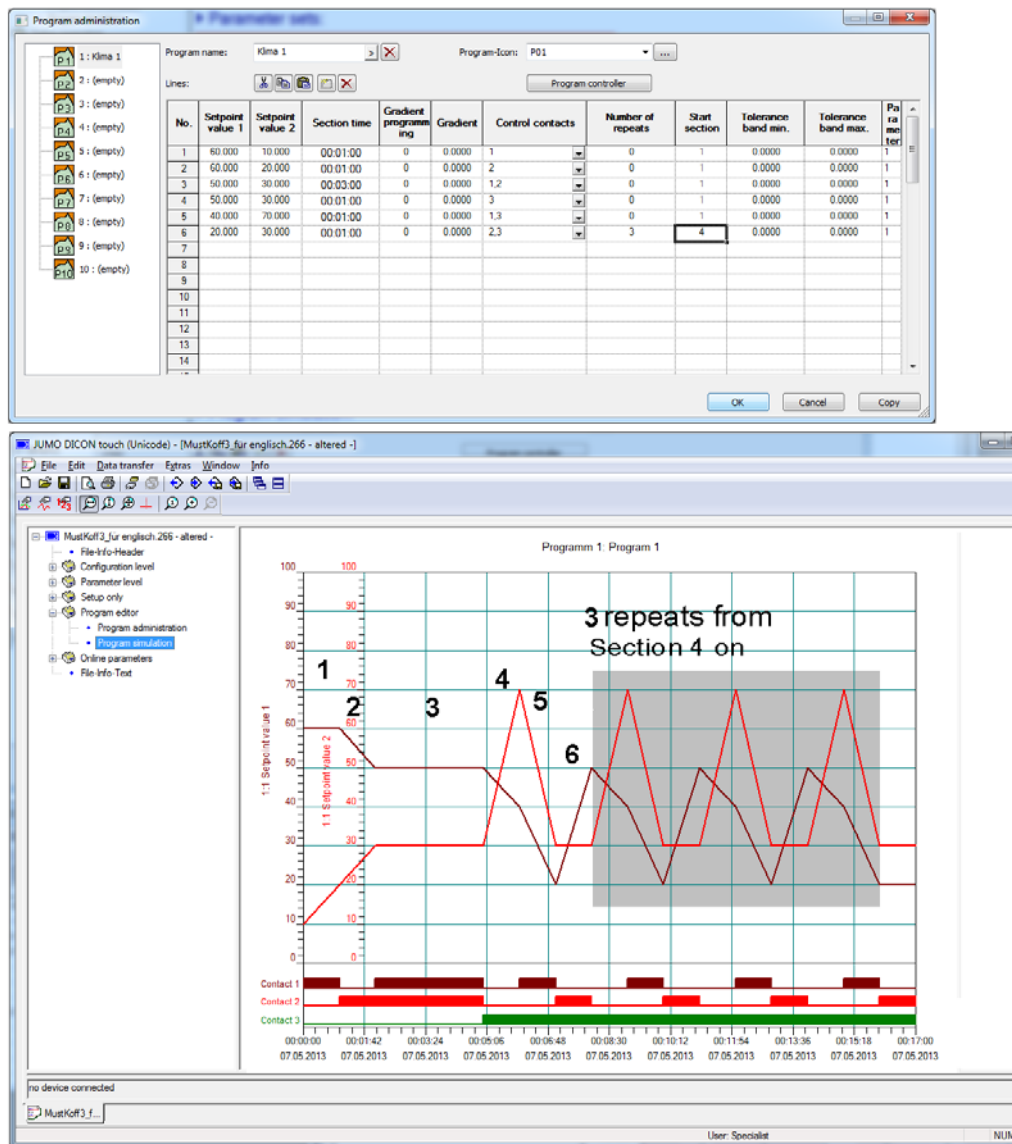 Parameter sets:
Program administration
1 : Klima 1
2 : (empty)
3 : (empty)
4 : (empty)
5 : (empty)
6 : (empty)
7 : (empty)
8 : (empty)
9 : (empty)
10 : (empty)
P1
P2
P3
P4
P5
P6
P7
P8
P9
P10
Program name: Klima 1 Program-Icon: P01 ...
Lines: Program controller
No. Setpoint value 1 Setpoint value 2 Section time Gradient programm ing Gradient Control contacts Number of repeats Start section Tolerance band min. Tolerance band max. Pa ra me ter
1 60.000 10.000 00:01:00 0 0.0000 1 0 1 0.0000 0.0000 1
2 60.000 20.000 00:01:00 0 0.0000 2 0 1 0.0000 0.0000 1
3 50.000 30.000 00:03:00 0 0.0000 1,2 0 1 0.0000 0.0000 1
4 50.000 30.000 00:01:00 0 0.0000 3 0 1 0.0000 0.0000 1
5 40.000 70.000 00:01:00 0 0.0000 1,3 0 1 0.0000 0.0000 1
6 20.000 30.000 00:01:00 0 0.0000 2,3 3 4 0.0000 0.0000 1
7
8
9
10
11
12
13
14
OK Cancel Copy
JUMO DICON touch (Unicode) - [MustKoff3_für englisch.266 - altered -]
File Edit Data transfer Extras Window Info
MustKoff3_für englisch.266 - altered -
File-Info-Header
Configuration level
Parameter level
Setup only
Program editor
Program administration
Program simulation
Online parameters
File-Info-Text
Programm 1: Program 1
100 100
90 90
80 80
70 70
60 60
50 50
40 40
30 30
20 20
10 10
0 0
1:1 Setpoint value 1
1:1 Setpoint value 2
1
2
3
4
5
6
3 repeats from
Section 4 on
Contact 1
Contact 2
Contact 3
00:00:00 00:01:42 00:03:24 00:05:06 00:06:48 00:08:30 00:10:12 00:11:54 00:13:36 00:15:18 00:17:00
07.05.2013 07.05.2013 07.05.2013 07.05.2013 07.05.2013 07.05.2013 07.05.2013 07.05.2013 07.05.2013 07.05.2013 07.05.2013
no device connected
MustKoff3_f...
User: Specialist NUM